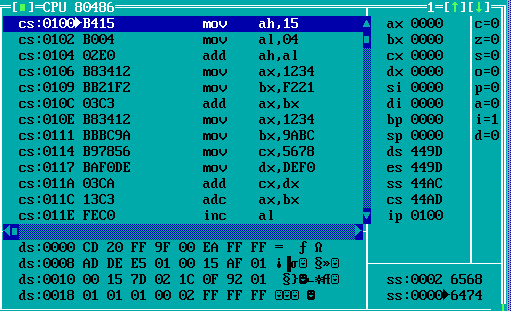 [■] CPU 80486 1 [↑][↓]
cs:0100 B415 mov ah,15 ax 0000 c=0
cs:0102 B004 mov al,04 bx 0000 z=0
cs:0104 02E0 add ah,al cx 0000 s=0
cs:0106 B83412 mov ax,1234 dx 0000 o=0
cs:0109 BB21F2 mov bx,F221 si 0000 p=0
cs:010C 03C3 add ax,bx di 0000 a=0
cs:010E B83412 mov ax,1234 bp 0000 i=1
cs:0111 BBBC9A mov bx,9ABC sp 0000 d=0
cs:0114 B97856 mov cx,5678 ds 449D
cs:0117 BAF0DE mov dx,DEF0 es 449D
cs:011A 03CA add cx,dx ss 44AC
cs:011C 13C3 adc ax,bx cs 44AD
cs:011E FEC0 inc al ip 0100
ds:0000 CD 20 FF 9F 00 EA FF FF = ƒ Ω
ds:0008 AD DE E5 01 00 15 AF 01
ds:0010 00 15 7D 02 1C 0F 92 01 ss:0002 6568
ds:0018 01 01 01 00 02 FF FF FF ss:0000 6474